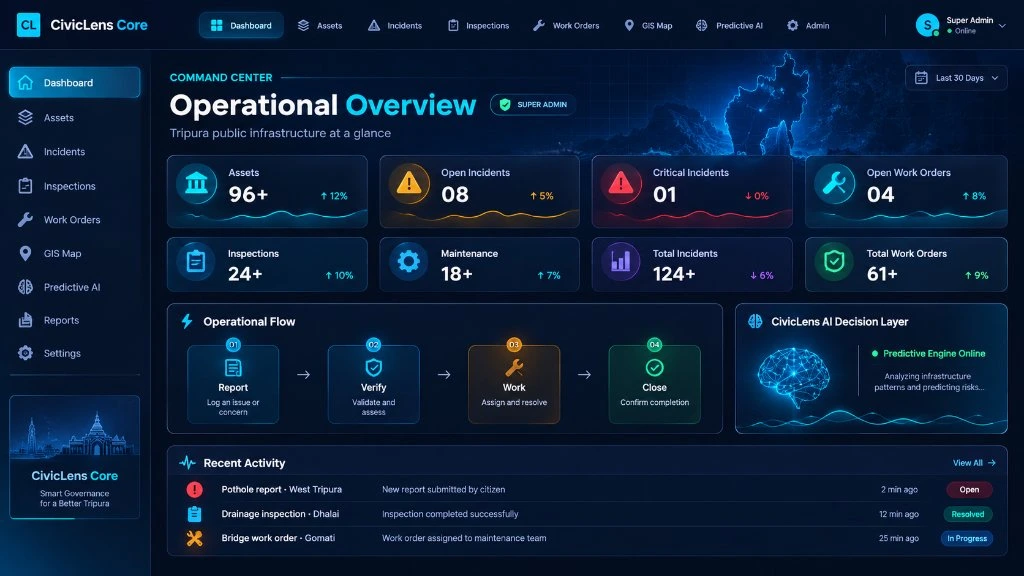 CL CivicLens Core
Dashboard
Assets
Incidents
Inspections
Work Orders
GIS Map
Predictive AI
Admin
S
Super Admin
Online
Dashboard
Assets
Incidents
Inspections
Work Orders
GIS Map
Predictive AI
Reports
Settings
CivicLens Core
Smart Governance
for a Better Tripura
COMMAND CENTER
Last 30 Days
Operational Overview
SUPER ADMIN
Tripura public infrastructure at a glance
Assets
96+
↑ 12%
Open Incidents
08
↑ 5%
Critical Incidents
01
↓ 0%
Open Work Orders
04
↑ 8%
Inspections
24+
↑ 10%
Maintenance
18+
↑ 7%
Total Incidents
124+
↓ 6%
Total Work Orders
61+
↑ 9%
Operational Flow
01
Report
Log an issue or
concern
→
02
Verify
Validate and
assess
→
03
Work
Assign and resolve
→
04
Close
Confirm completion
CivicLens AI Decision Layer
Predictive Engine Online
Analyzing infrastructure
patterns and predicting risks...
Recent Activity
View All →
Pothole report · West Tripura New report submitted by citizen 2 min ago Open
Drainage inspection · Dhalai Inspection completed successfully 12 min ago Resolved
Bridge work order · Gomati Work order assigned to maintenance team 25 min ago In Progress